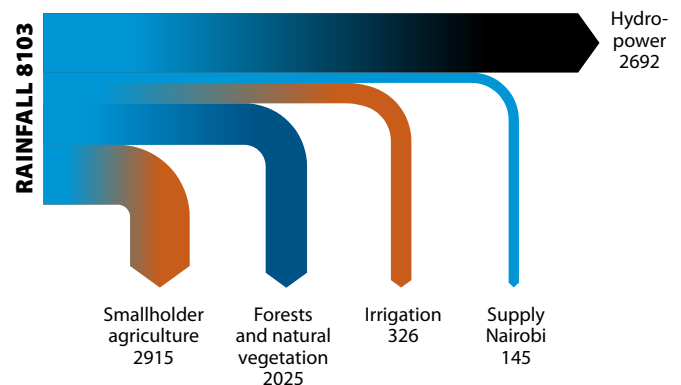 RAINFALL 8103
Hydro-
power
2692
Smallholder
agriculture
2915
Forests
and natural
vegetation
2025
Irrigation
326
Supply
Nairobi
145